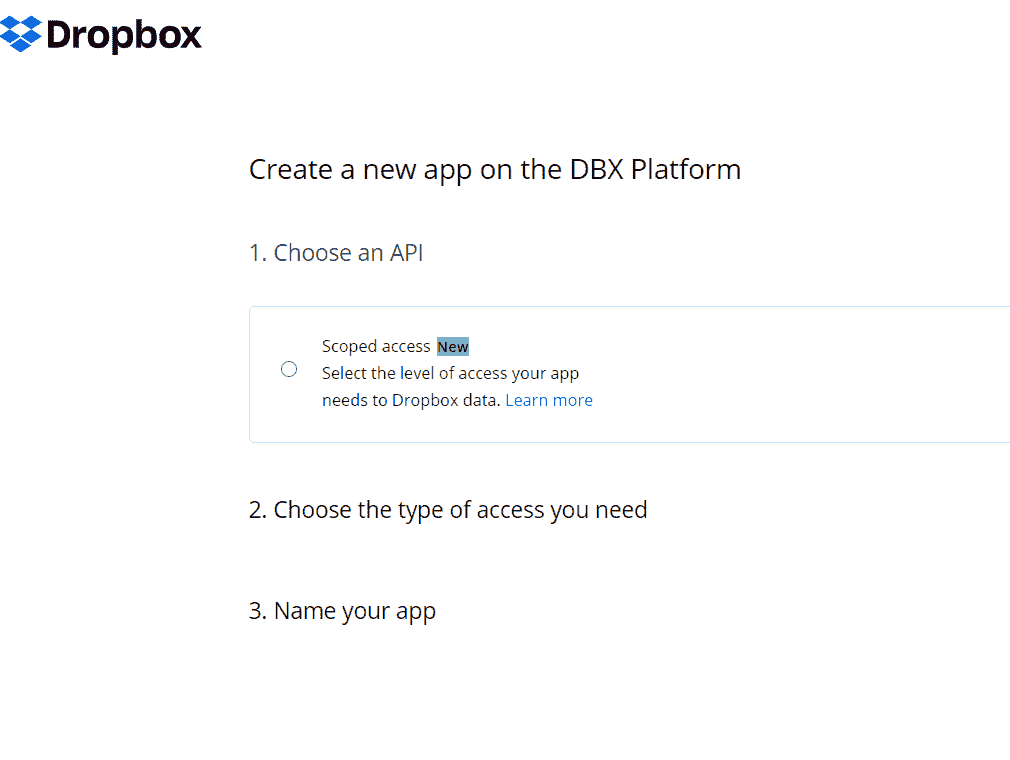 Dropbox
Create a new app on the DBX Platform
1. Choose an API
Scoped access New
Select the level of access your app
needs to Dropbox data. Learn more
2. Choose the type of access you need
3. Name your app